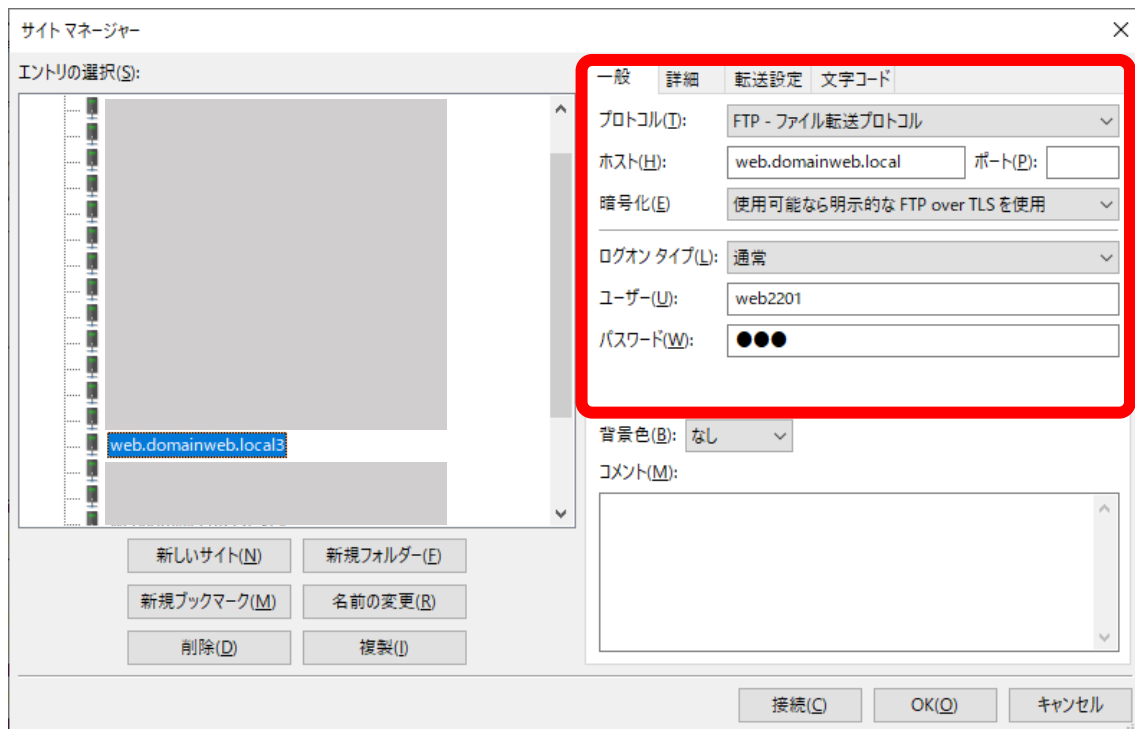 サイト マネージャー
エントリの選択(S):
web.domainweb.local3
新しいサイト(N) 新規フォルダー(F)
新規ブックマーク(M) 名前の変更(R)
削除(D) 複製(I)
一般 詳細 転送設定 文字コード
プロトコル(T): FTP - ファイル転送プロトコル
ホスト(H): web.domainweb.local ポート(P):
暗号化(E) 使用可能なら明示的な FTP over TLS を使用
ログオン タイプ(L): 通常
ユーザー(U): web2201
パスワード(W): ●●●
背景色(B): なし
コメント(M):
接続(C) OK(O) キャンセル